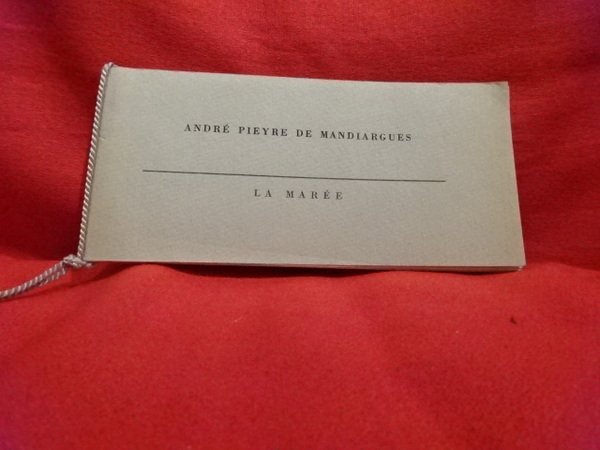 ANDRÉ PIEYRE DE MANDIARGUES
LA MARÉE